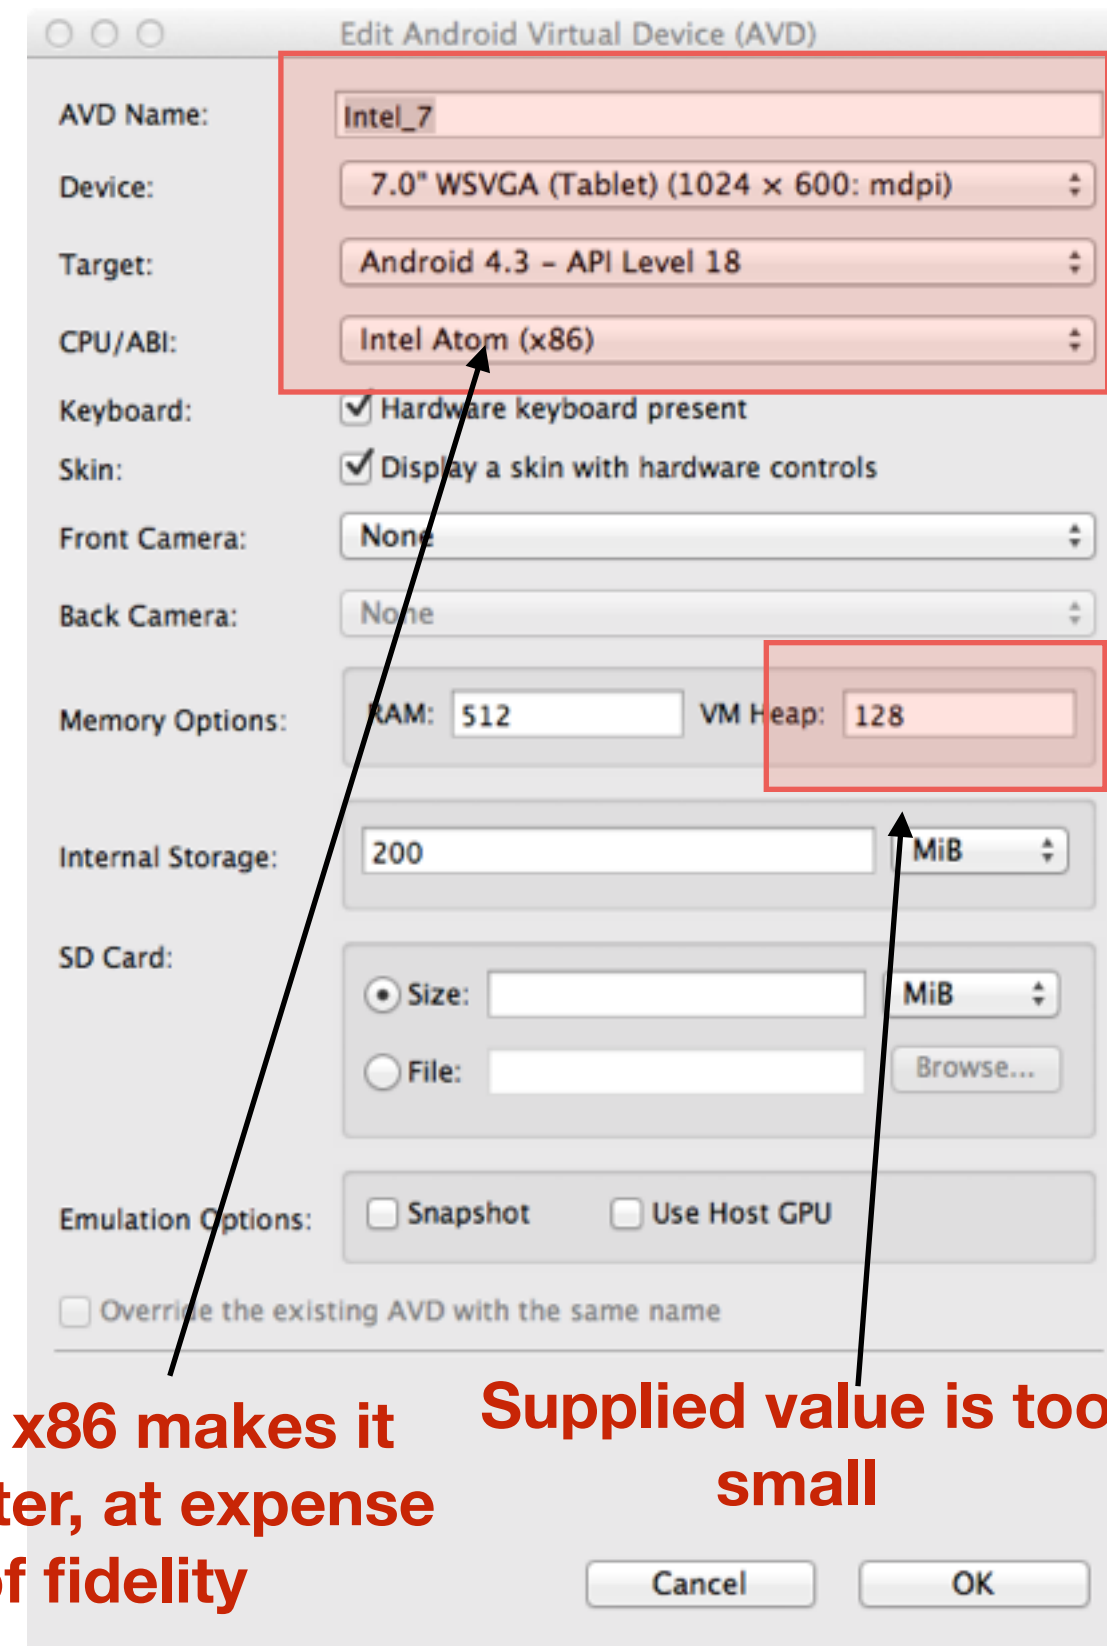 Edit Android Virtual Device (AVD)
AVD Name: Intel_7
Device: 7.0" WSVGA (Tablet) (1024 × 600: mdpi)
Target: Android 4.3 – API Level 18
CPU/ABI: Intel Atom (x86)
Keyboard: Hardware keyboard present
Skin: Display a skin with hardware controls
Front Camera: None
Back Camera: None
Memory Options: RAM: 512 VM Heap: 128
Internal Storage: 200 MiB
SD Card:
Size: MiB
File: Browse...
Emulation Options: Snapshot Use Host GPU
Override the existing AVD with the same name
x86 makes it
ter, at expense
of fidelity
Supplied value is too
small
Cancel OK